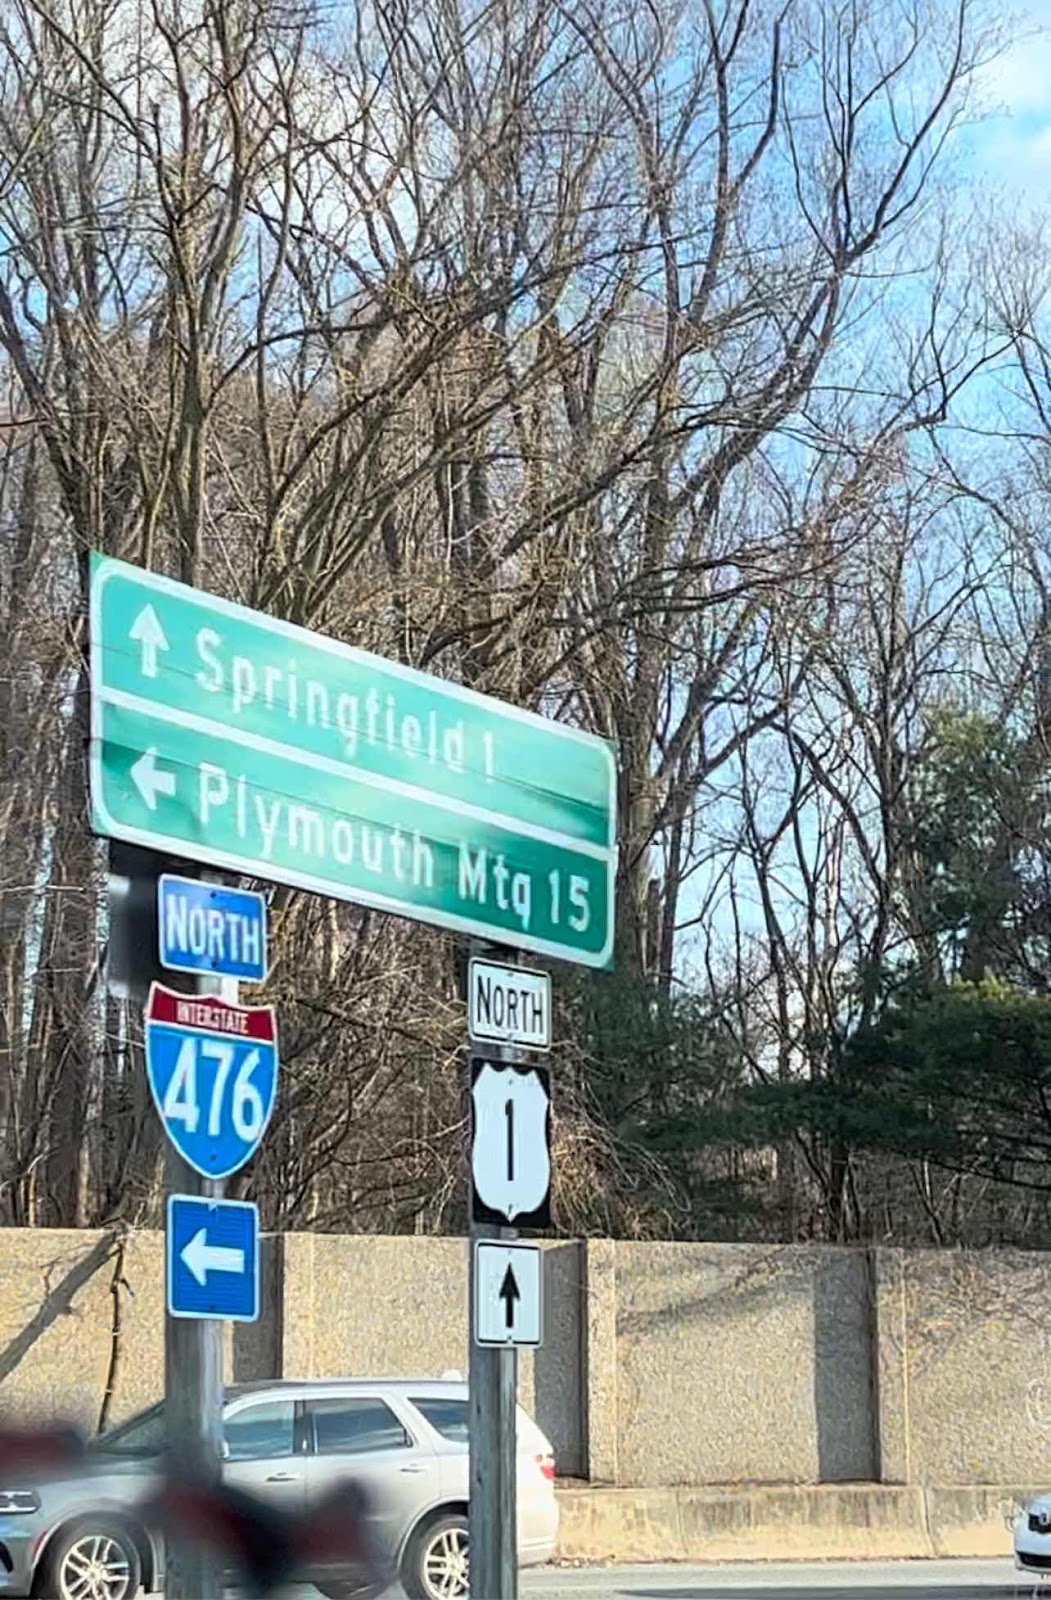 Springfield 1
Plymouth Mtg 15
NORTH
INTERSTATE
476
NORTH
1